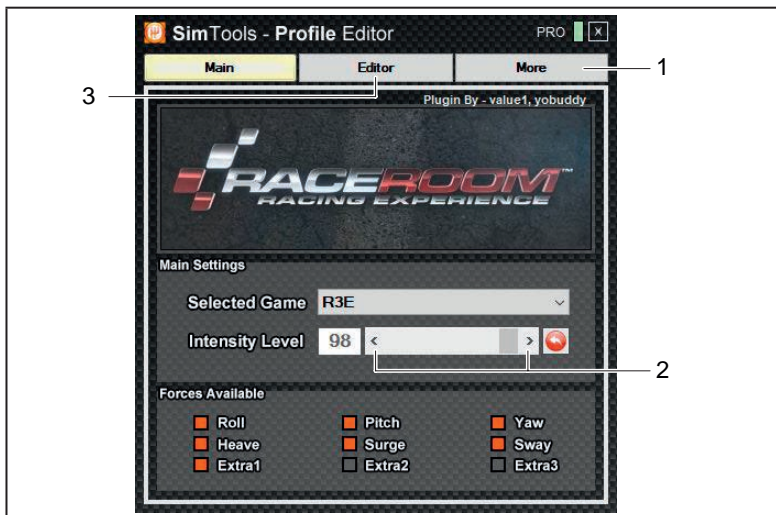 SimTools - Profile Editor PRO x
Main Editor More 1
3
Plugin By - value1, yobuddy
RACEROOM™
RACING EXPERIENCE
Main Settings
Selected Game R3E
Intensity Level 98 < >
2
Forces Available
Roll Pitch Yaw
Heave Surge Sway
Extra1 Extra2 Extra3